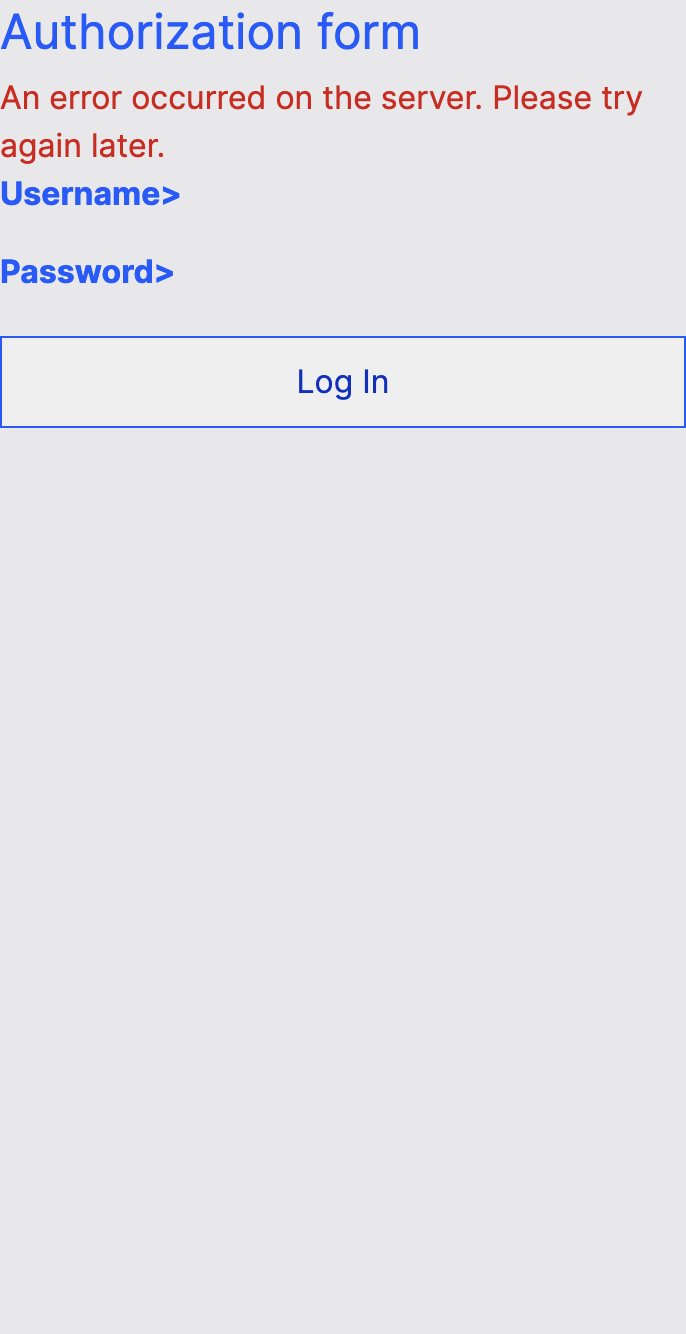 Authorization form
An error occurred on the server. Please try
again later.
Username>
Password>
Log In